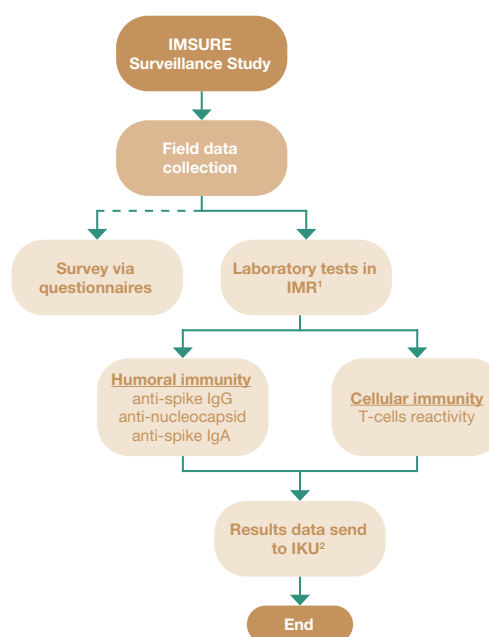 IMSURE
Surveillance Study
Field data
collection
Survey via
questionnaires
Laboratory tests in
IMR¹
Humoral immunity
anti-spike IgG
anti-nucleocapsid
anti-spike IgA
Cellular immunity
T-cells reactivity
Results data send
to IKU²
End